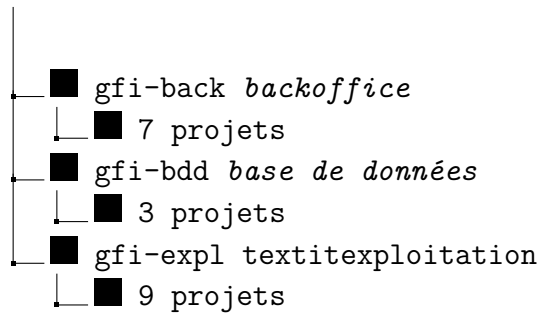 gfi-back backoffice
7 projets
gfi-bdd base de données
3 projets
gfi-expl textitexploitation
9 projets